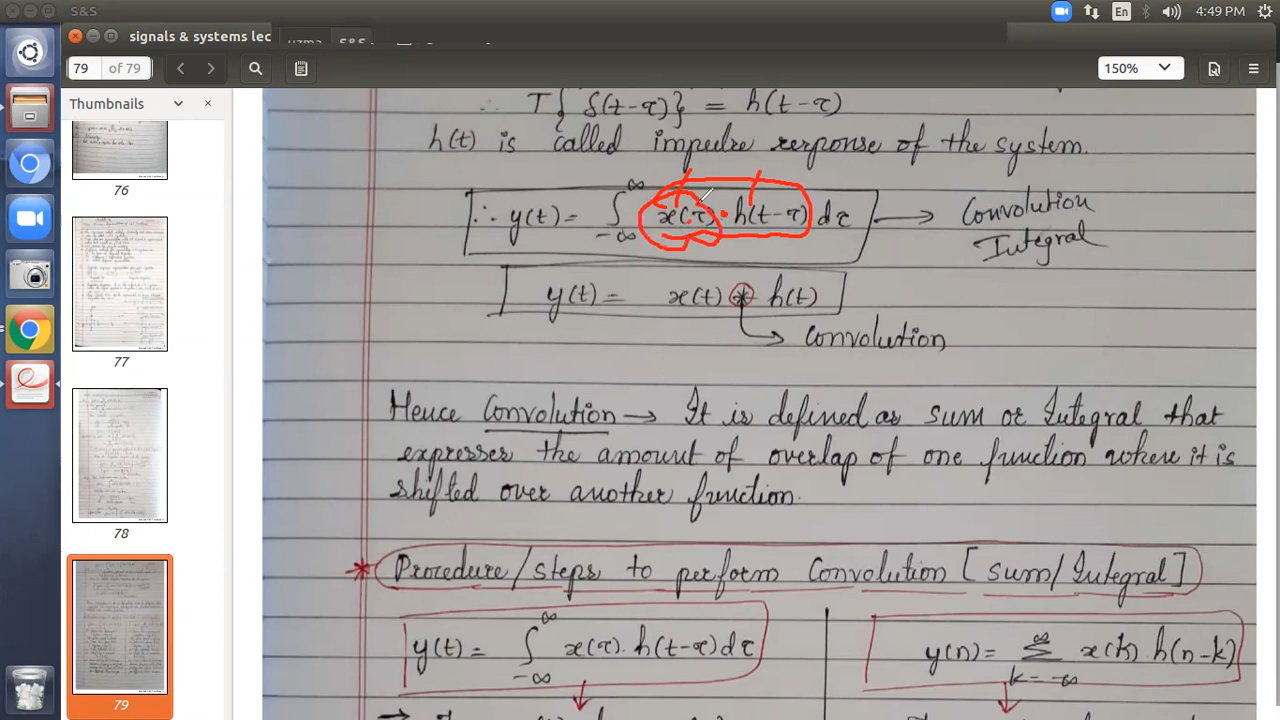 S&S
En
4:49 PM
signals & systems lec
uzma
S&S
79 of 79
150%
Thumbnails
76
77
78
79
∴ T{δ(t-τ)} = h(t-τ)
h(t) is called impulse response of the system.
∴ y(t) = ∫_{-∞}^{∞} x(τ) · h(t-τ) dτ → Convolution Integral
y(t) = x(t) * h(t)
→ Convolution
Hence Convolution → It is defined as sum or Integral that
expresses the amount of overlap of one function where it is
shifted over another function.
* Procedure/steps to perform Convolution [sum/Integral]
y(t) = ∫_{-∞}^{∞} x(τ). h(t-τ)dτ
y(n) = Σ_{k=-∞}^{∞} x(k). h(n-k)